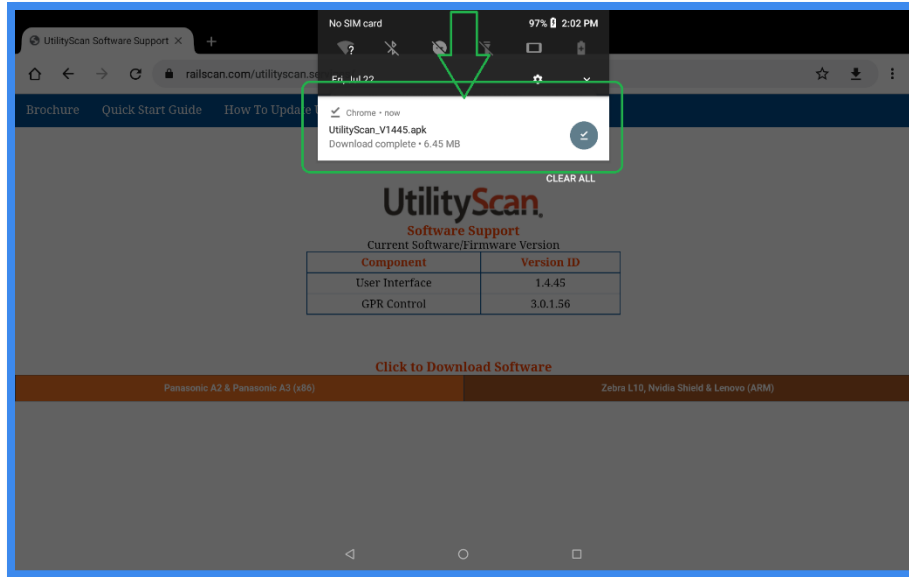 UtilityScan Software Support
No SIM card 97% 2:02 PM
railscan.com/utilityscan.se
Fri, Jul 22
Brochure Quick Start Guide How To Update
Chrome • now
UtilityScan_V1445.apk
Download complete • 6.45 MB
CLEAR ALL
UtilityScan
Software Support
Current Software/Firmware Version
Component Version ID
User Interface 1.4.45
GPR Control 3.0.1.56
Click to Download Software
Panasonic A2 & Panasonic A3 (x86) Zebra L10, Nvidia Shield & Lenovo (ARM)